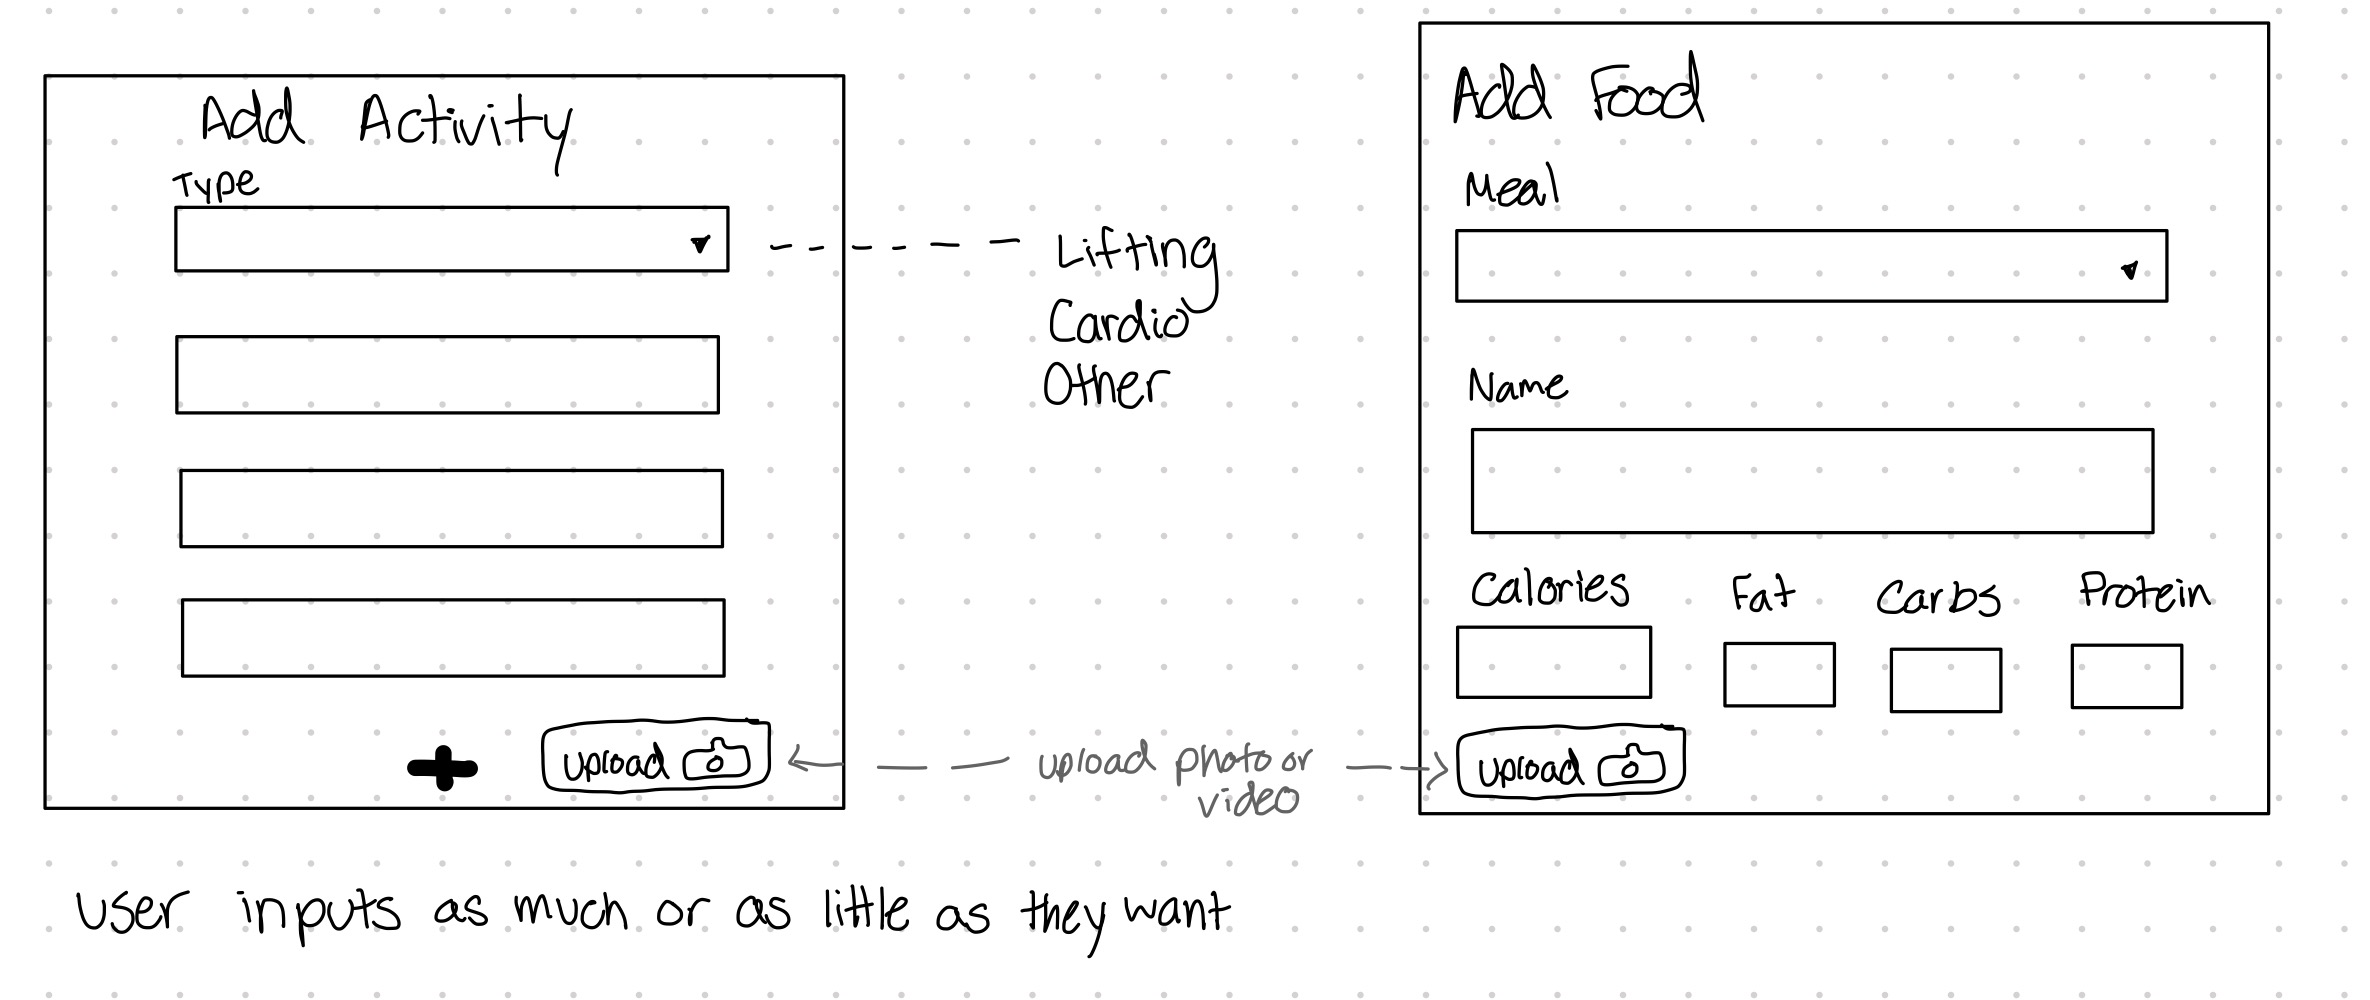 Add Activity
Type
Lifting
Cardio
Other
upload
upload photo or
video
Add Food
Meal
Name
Calories Fat Carbs Protein
upload
user inputs as much or as little as they want